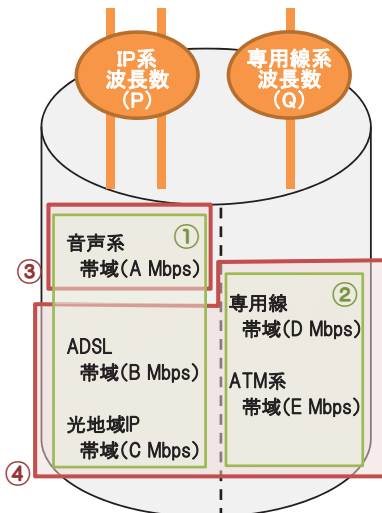 IP系
波長数
(P)
専用線系
波長数
(Q)
①
音声系
帯域(A Mbps)
③
②
専用線
帯域(D Mbps)
ADSL
帯域(B Mbps)
ATM系
帯域(E Mbps)
光地域IP
帯域(C Mbps)
④